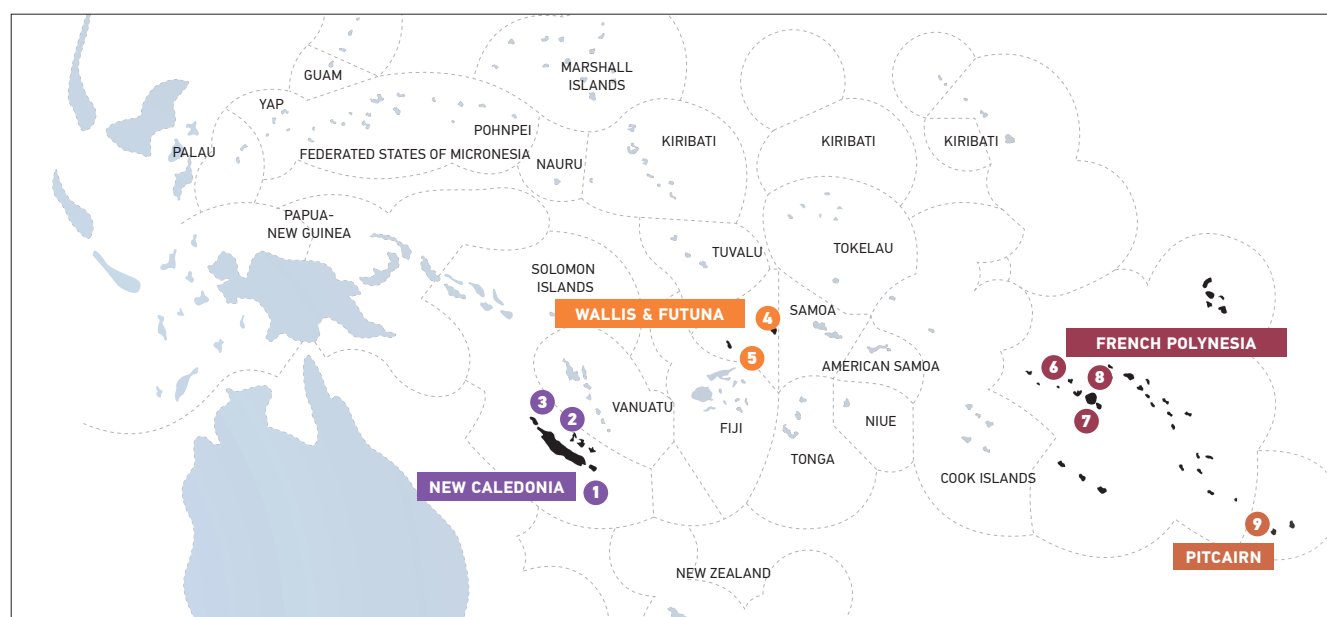 GUAM
MARSHALL
ISLANDS
YAP
POHNPEI
PALAU
FEDERATED STATES OF MICRONESIA
NAURU
KIRIBATI
KIRIBATI
KIRIBATI
PAPUA-
NEW GUINEA
TUVALU
TOKELAU
SOLOMON
ISLANDS
WALLIS & FUTUNA
4
SAMOA
5
FRENCH POLYNESIA
6
8
AMERICAN SAMOA
3
2
VANUATU
FIJI
NIUE
7
TONGA
COOK ISLANDS
NEW CALEDONIA
1
9
PITCAIRN
NEW ZEALAND